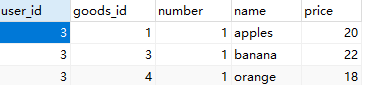 user_id goods_id number name price
3 1 1 apples 20
3 3 1 banana 22
3 4 1 orange 18